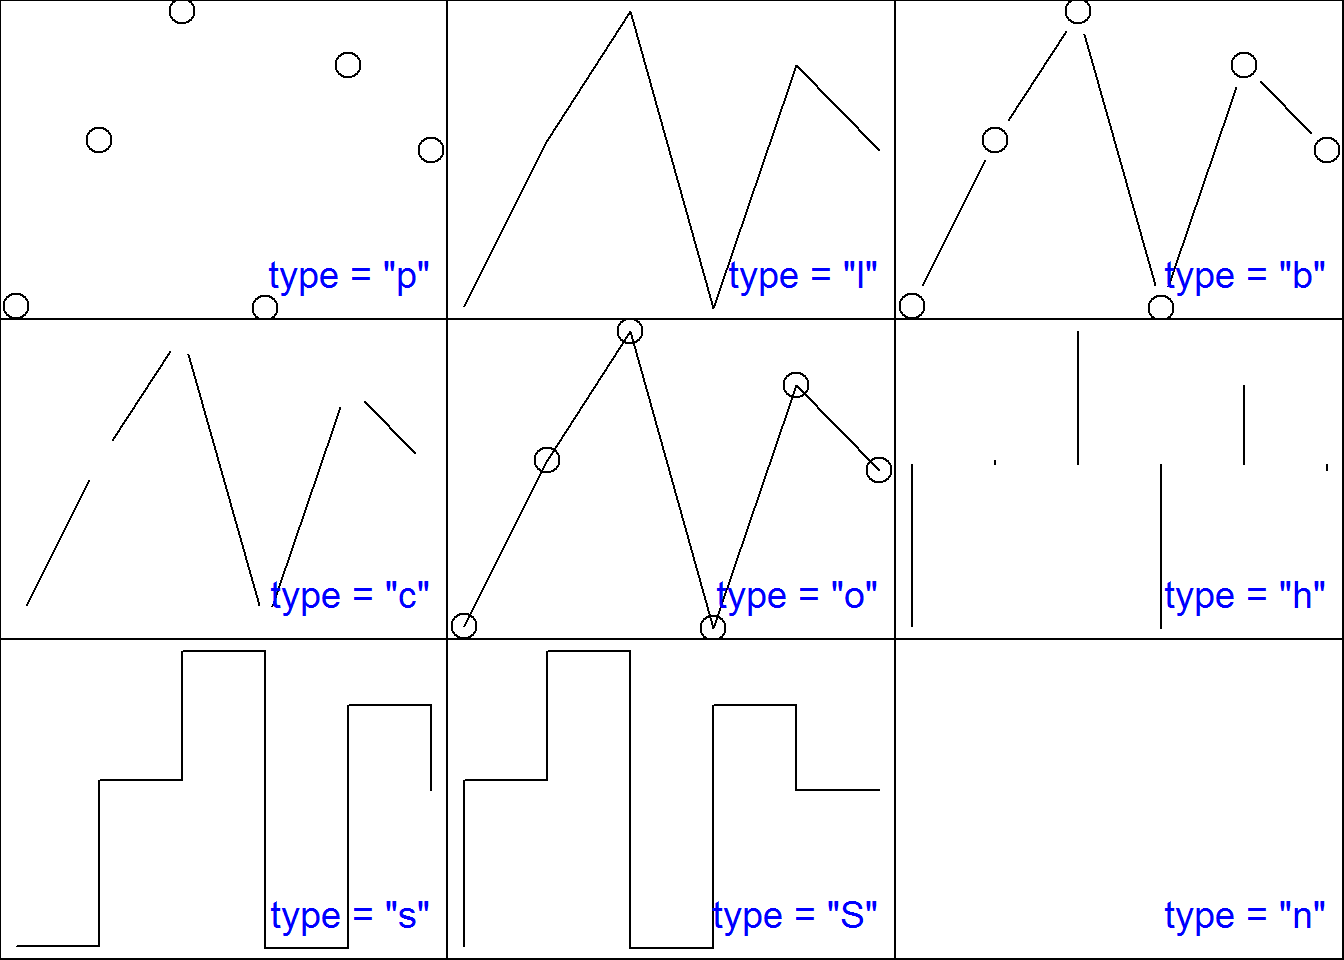 type = "p"
type = "l"
type = "b"
type = "c"
type = "o"
type = "h"
type = "s"
type = "S"
type = "n"